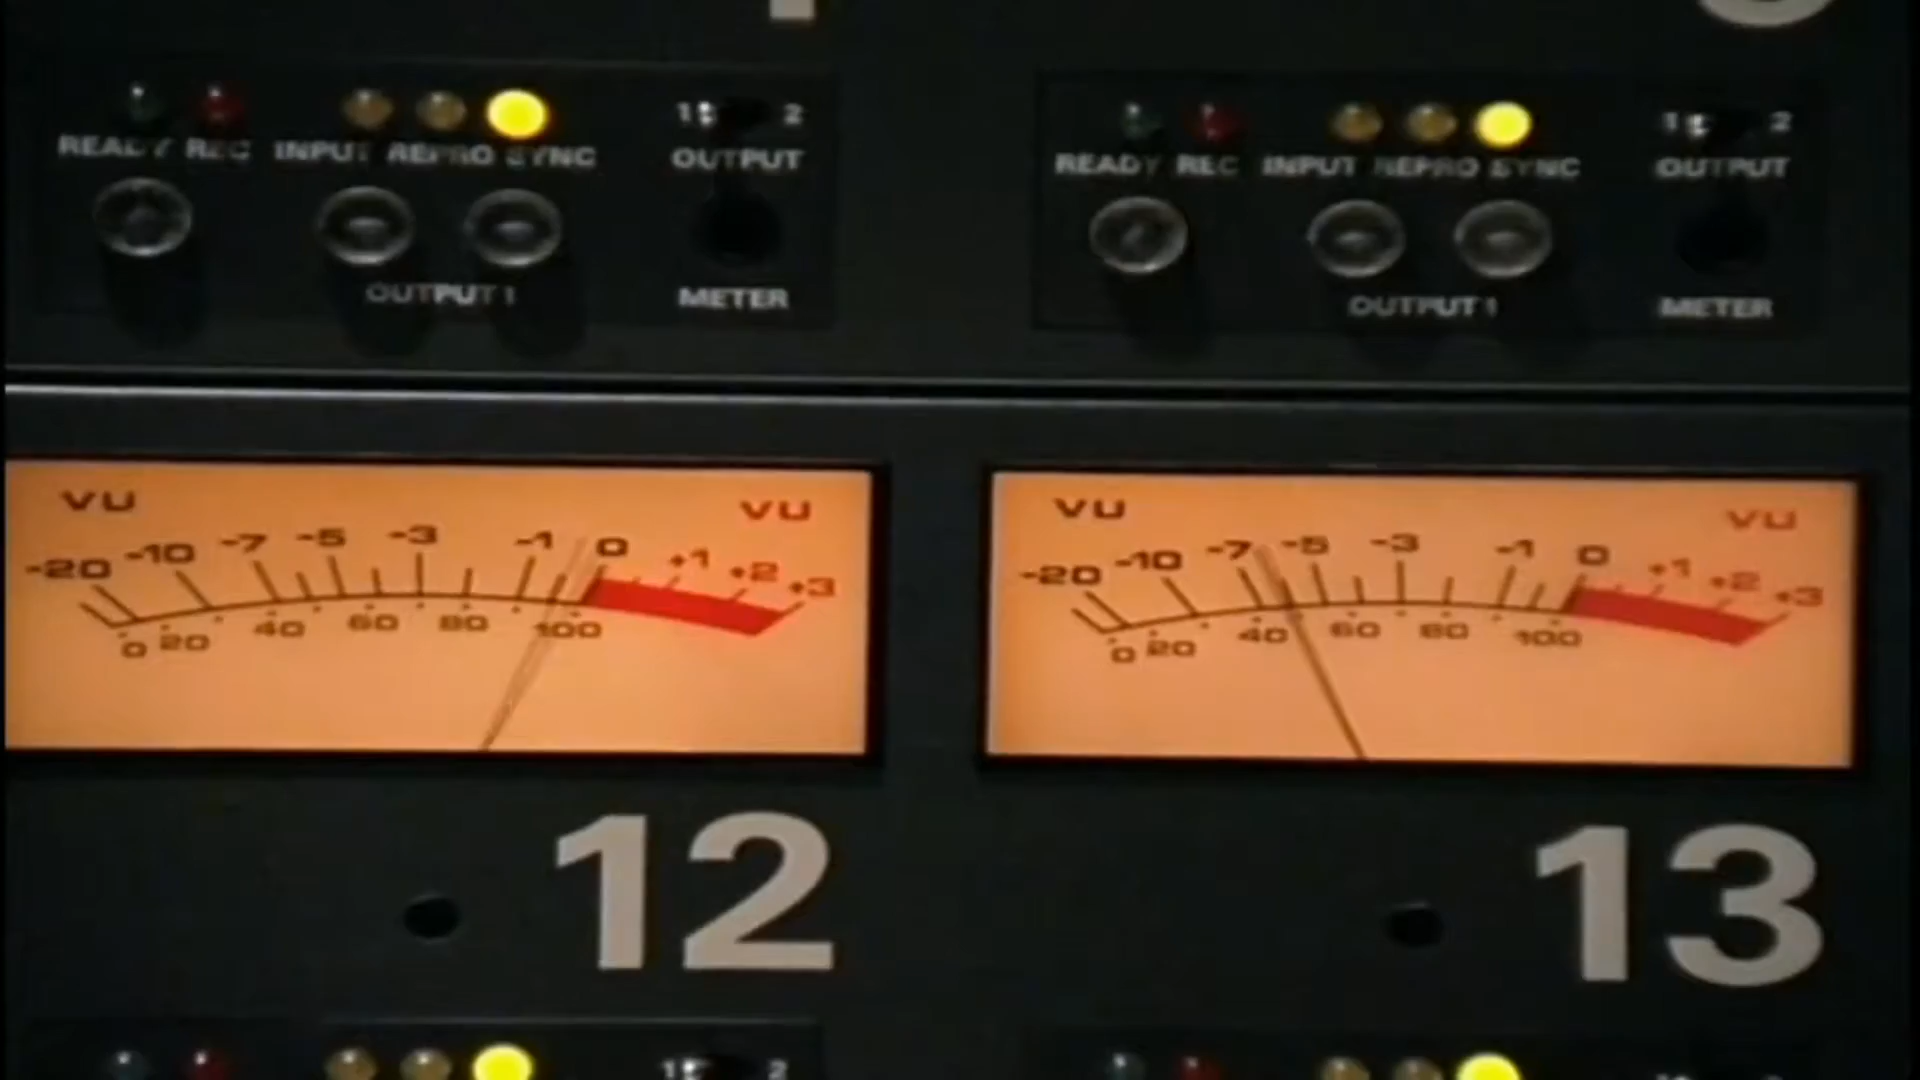 READY REC INPUT REPRO SYNC
1 2
OUTPUT
OUTPUT 1
METER
READY REC INPUT REPRO SYNC
1 2
OUTPUT
OUTPUT 1
METER
VU VU
-20 -10 -7 -5 -3 -1 0 +1 +2 +3
0 20 40 60 80 100
12
VU VU
-20 -10 -7 -5 -3 -1 0 +1 +2 +3
0 20 40 60 80 100
13
1 2